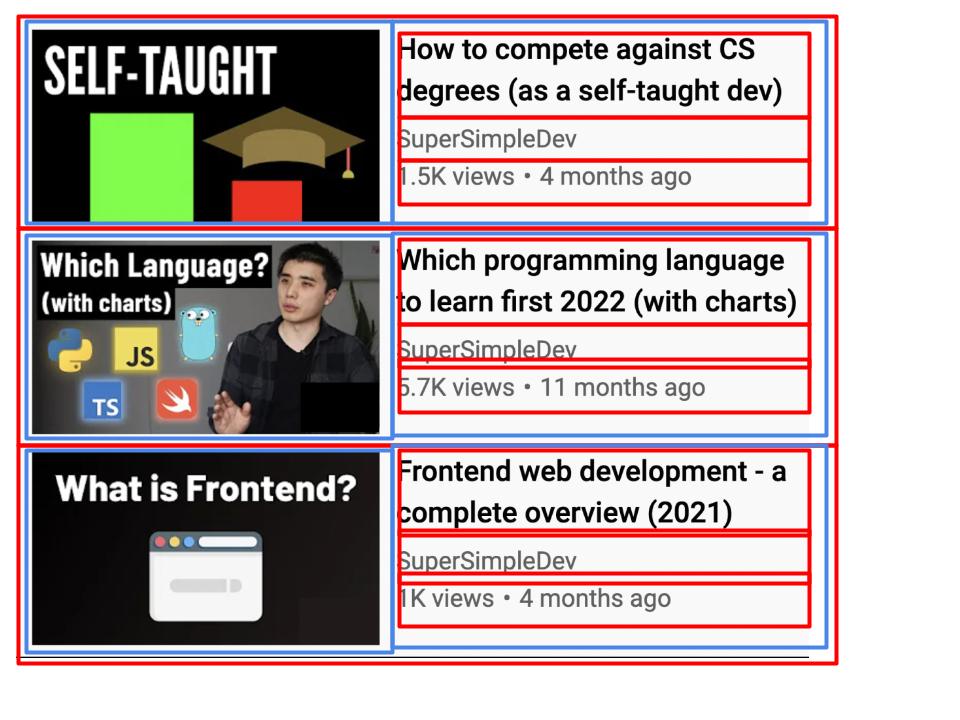 SELF-TAUGHT
How to compete against CS
degrees (as a self-taught dev)
SuperSimpleDev
1.5K views • 4 months ago
Which Language?
(with charts)
JS
TS
Which programming language
to learn first 2022 (with charts)
SuperSimpleDev
5.7K views • 11 months ago
What is Frontend?
Frontend web development - a
complete overview (2021)
SuperSimpleDev
1K views • 4 months ago